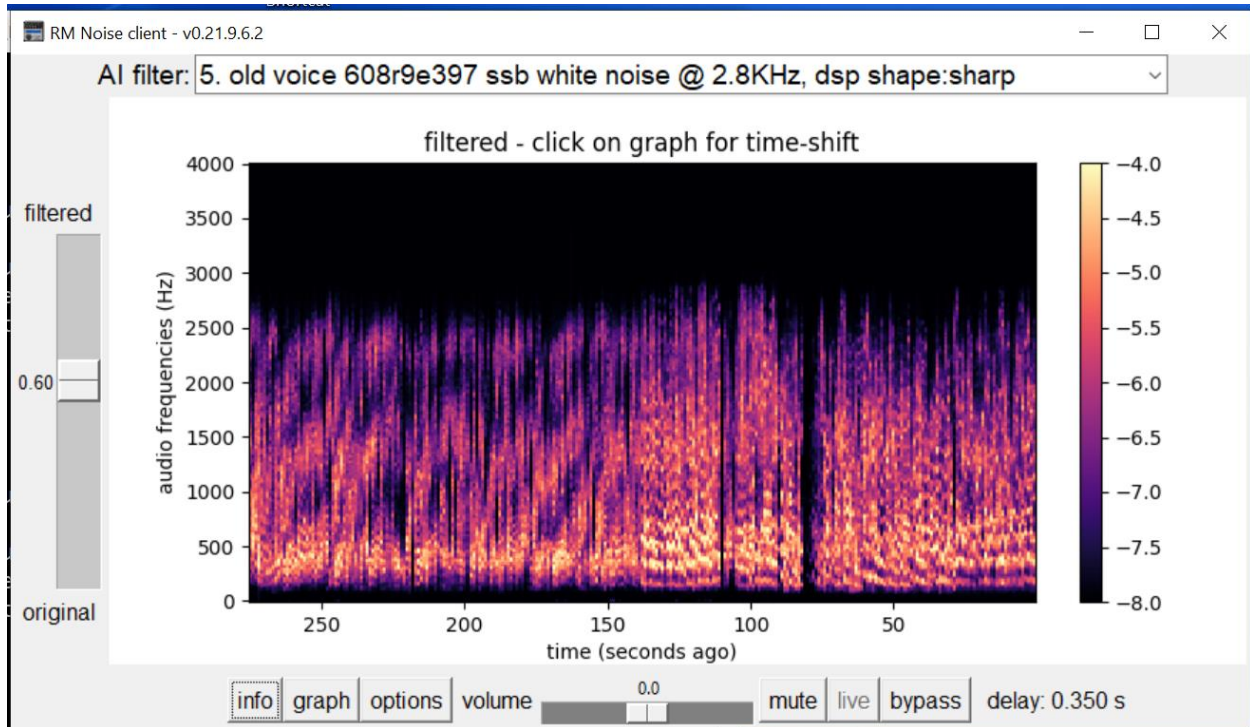 Shortcut
RM Noise client - v0.21.9.6.2
AI filter: 5. old voice 608r9e397 ssb white noise @ 2.8KHz, dsp shape:sharp
filtered - click on graph for time-shift
filtered
0.60
original
audio frequencies (Hz)
4000
3500
3000
2500
2000
1500
1000
500
0
250 200 150 100 50
time (seconds ago)
−4.0
−4.5
−5.0
−5.5
−6.0
−6.5
−7.0
−7.5
−8.0
info graph options volume 0.0 mute live bypass delay: 0.350 s